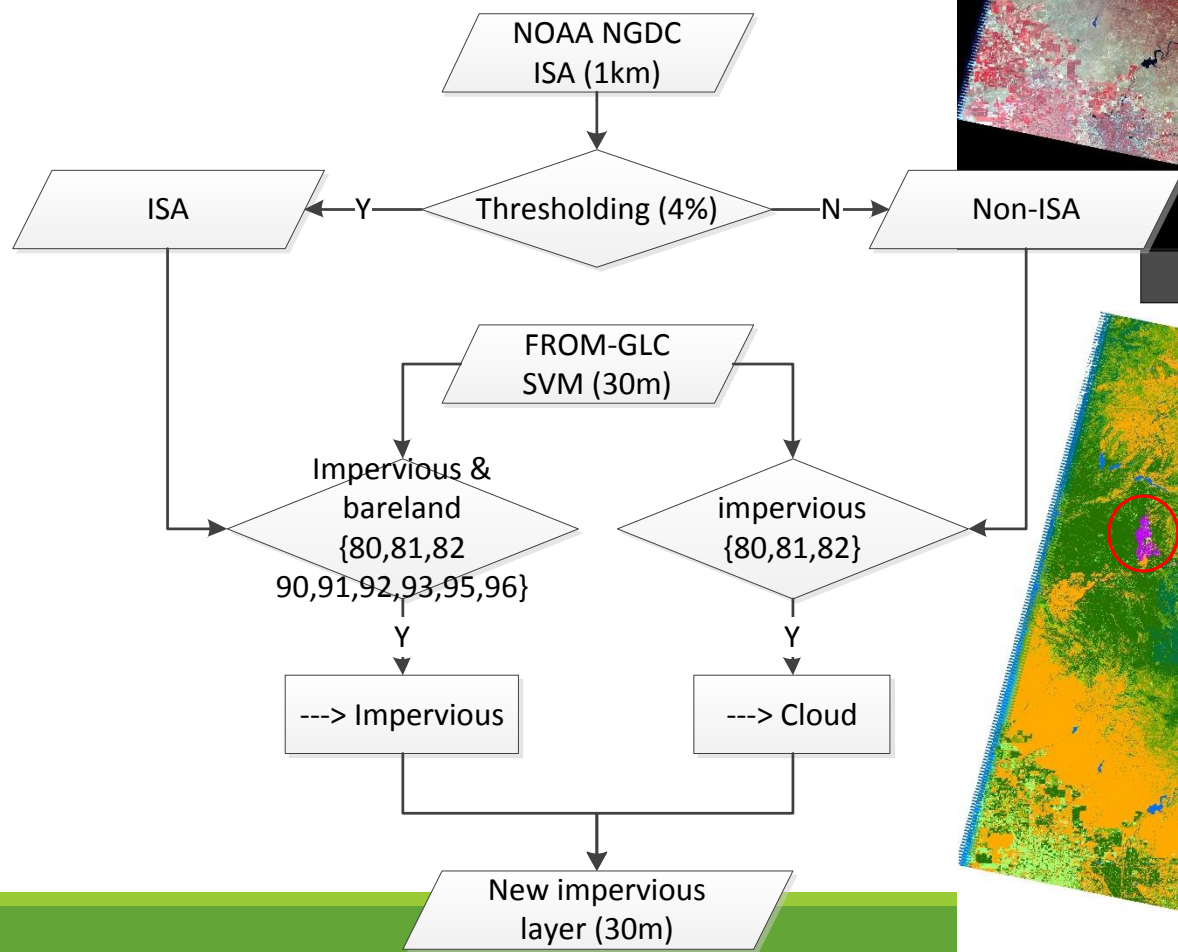 NOAA NGDC
ISA (1km)
ISA
Y
Thresholding (4%)
N
Non-ISA
FROM-GLC
SVM (30m)
Impervious &
bareland
{80,81,82
90,91,92,93,95,96}
impervious
{80,81,82}
Y
Y
---> Impervious
---> Cloud
New impervious
layer (30m)